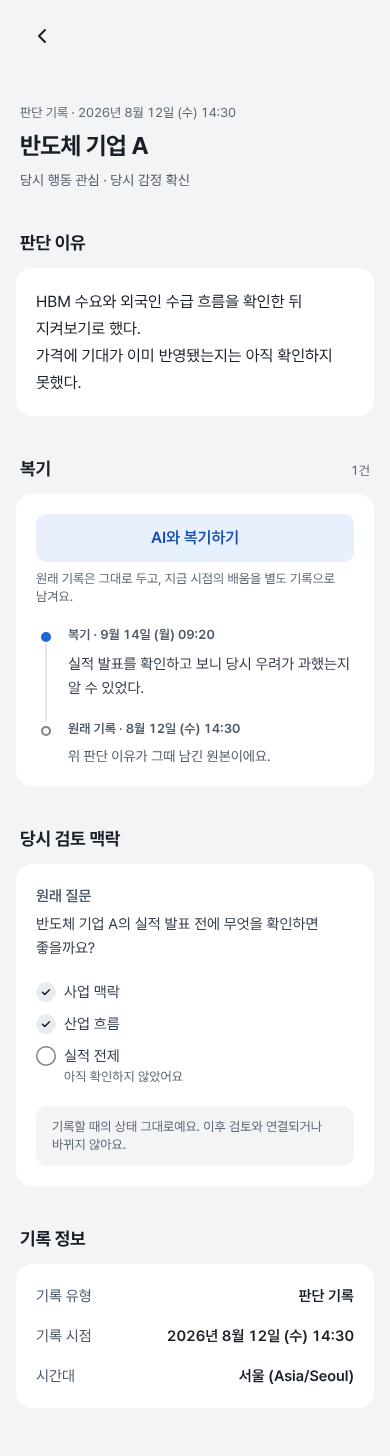 판단 기록 · 2026년 8월 12일 (수) 14:30
반도체 기업 A
당시 행동 관심 · 당시 감정 확신
판단 이유
HBM 수요와 외국인 수급 흐름을 확인한 뒤
지켜보기로 했다.
가격에 기대가 이미 반영됐는지는 아직 확인하지
못했다.
복기
1건
AI와 복기하기
원래 기록은 그대로 두고, 지금 시점의 배움을 별도 기록으로
남겨요.
복기 · 9월 14일 (월) 09:20
실적 발표를 확인하고 보니 당시 우려가 과했는지
알 수 있었다.
원래 기록 · 8월 12일 (수) 14:30
위 판단 이유가 그때 남긴 원본이에요.
당시 검토 맥락
원래 질문
반도체 기업 A의 실적 발표 전에 무엇을 확인하면
좋을까요?
사업 맥락
산업 흐름
실적 전제
아직 확인하지 않았어요
기록할 때의 상태 그대로예요. 이후 검토와 연결되거나
바뀌지 않아요.
기록 정보
기록 유형 판단 기록
기록 시점 2026년 8월 12일 (수) 14:30
시간대 서울 (Asia/Seoul)